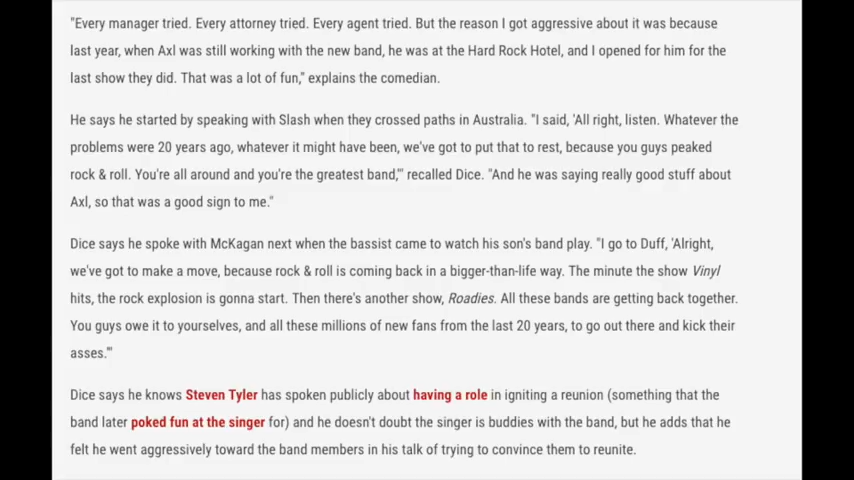 "Every manager tried. Every attorney tried. Every agent tried. But the reason I got aggressive about it was because
last year, when Axl was still working with the new band, he was at the Hard Rock Hotel, and I opened for him for the
last show they did. That was a lot of fun," explains the comedian.
He says he started by speaking with Slash when they crossed paths in Australia. "I said, 'All right, listen. Whatever the
problems were 20 years ago, whatever it might have been, we've got to put that to rest, because you guys peaked
rock & roll. You're all around and you're the greatest band,'" recalled Dice. "And he was saying really good stuff about
Axl, so that was a good sign to me."
Dice says he spoke with McKagan next when the bassist came to watch his son's band play. "I go to Duff, 'Alright,
we've got to make a move, because rock & roll is coming back in a bigger-than-life way. The minute the show Vinyl
hits, the rock explosion is gonna start. Then there's another show, Roadies. All these bands are getting back together.
You guys owe it to yourselves, and all these millions of new fans from the last 20 years, to go out there and kick their
asses.'"
Dice says he knows Steven Tyler has spoken publicly about having a role in igniting a reunion (something that the
band later poked fun at the singer for) and he doesn't doubt the singer is buddies with the band, but he adds that he
felt he went aggressively toward the band members in his talk of trying to convince them to reunite.